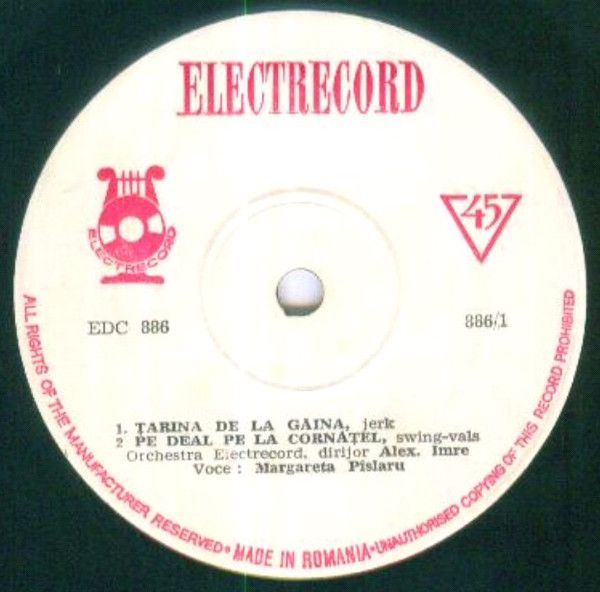 ELECTRECORD
ELECTRECORD
45
EDC 886
886/1
1. ȚARINA DE LA GĂINA, jerk
2 PE DEAL PE LA CORNĂȚEL, swing-vals
Orchestra Electrecord, dirijor Alex. Imre
Voce : Margareta Pîslaru
ALL RIGHTS OF THE MANUFACTURER RESERVED • MADE IN ROMANIA • UNAUTHORISED COPYING OF THIS RECORD PROHIBITED